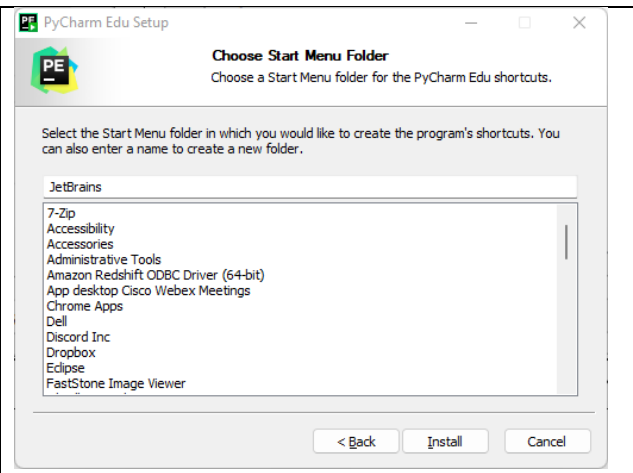 PyCharm Edu Setup
PE
Choose Start Menu Folder
Choose a Start Menu folder for the PyCharm Edu shortcuts.
Select the Start Menu folder in which you would like to create the program's shortcuts. You
can also enter a name to create a new folder.
JetBrains
7-Zip
Accessibility
Accessories
Administrative Tools
Amazon Redshift ODBC Driver (64-bit)
App desktop Cisco Webex Meetings
Chrome Apps
Dell
Discord Inc
Dropbox
Eclipse
FastStone Image Viewer
< Back
Install
Cancel